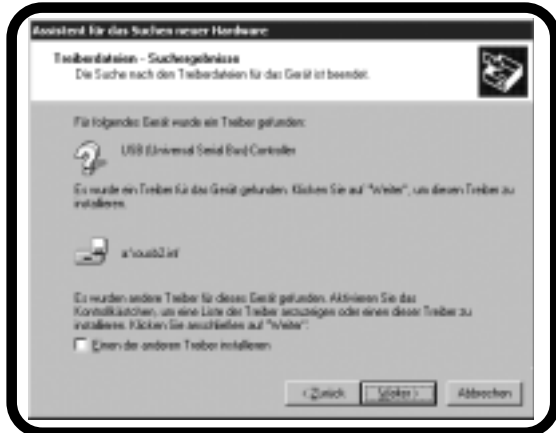 Assistent für das Suchen neuer Hardware
Treiberdateien - Suchergebnisse
Die Suche nach den Treiberdateien für das Gerät ist beendet.
Für folgendes Gerät wurde ein Treiber gefunden:
USB (Universal Serial Bus) Controller
Es wurde ein Treiber für das Gerät gefunden. Klicken Sie auf "Weiter", um diesen Treiber zu
installieren.
a:\ousb2.inf
Es wurden andere Treiber für dieses Gerät gefunden. Aktivieren Sie das
Kontrollkästchen, um eine Liste der Treiber anzuzeigen oder einen dieser Treiber zu
installieren. Klicken Sie anschließend auf "Weiter":
Einen der anderen Treiber installieren
< Zurück Weiter > Abbrechen